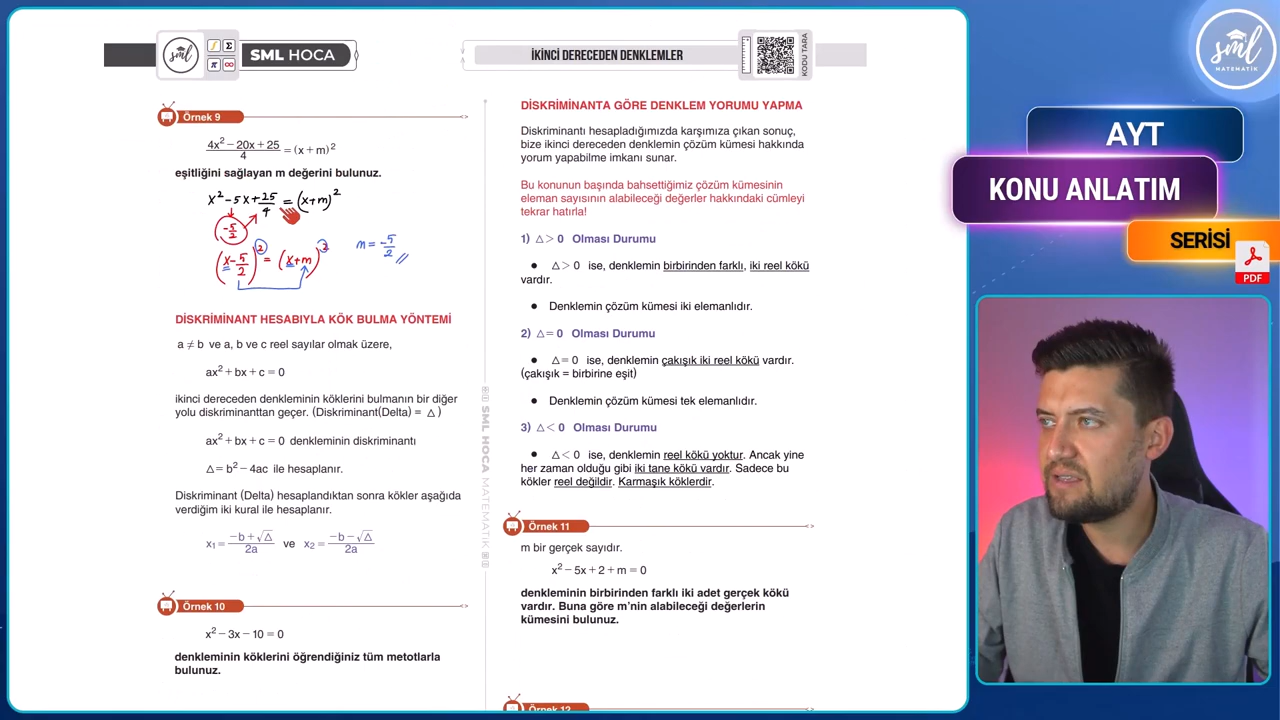 sml
f Σ
π ∞
SML HOCA
İKİNCİ DERECEDEN DENKLEMLER
KODU TARA
Örnek 9
4x² − 20x + 25 / 4 = (x + m)²
eşitliğini sağlayan m değerini bulunuz.
x² − 5x + 25/4 = (x+m)²
−5/2
(x − 5/2)² = (x+m)²
m = −5/2 //
DİSKRİMİNANT HESABIYLA KÖK BULMA YÖNTEMİ
a ≠ b ve a, b ve c reel sayılar olmak üzere,
ax² + bx + c = 0
ikinci dereceden denkleminin köklerini bulmanın bir diğer
yolu diskriminanttan geçer. (Diskriminant(Delta) = △ )
ax² + bx + c = 0 denkleminin diskriminantı
△ = b² − 4ac ile hesaplanır.
Diskriminant (Delta) hesaplandıktan sonra kökler aşağıda
verdiğim iki kural ile hesaplanır.
x₁ = −b + √△ / 2a ve x₂ = −b − √△ / 2a
Örnek 10
x² − 3x − 10 = 0
denkleminin köklerini öğrendiğiniz tüm metotlarla
bulunuz.
SML HOCA MATEMATİK
DİSKRİMİNANTA GÖRE DENKLEM YORUMU YAPMA
Diskriminantı hesapladığımızda karşımıza çıkan sonuç,
bize ikinci dereceden denklemin çözüm kümesi hakkında
yorum yapabilme imkanı sunar.
Bu konunun başında bahsettiğimiz çözüm kümesinin
eleman sayısının alabileceği değerler hakkındaki cümleyi
tekrar hatırla!
1) △ > 0 Olması Durumu
● △ > 0 ise, denklemin birbirinden farklı, iki reel kökü
vardır.
● Denklemin çözüm kümesi iki elemanlıdır.
2) △ = 0 Olması Durumu
● △ = 0 ise, denklemin çakışık iki reel kökü vardır.
(çakışık = birbirine eşit)
● Denklemin çözüm kümesi tek elemanlıdır.
3) △ < 0 Olması Durumu
● △ < 0 ise, denklemin reel kökü yoktur. Ancak yine
her zaman olduğu gibi iki tane kökü vardır. Sadece bu
kökler reel değildir. Karmaşık köklerdir.
Örnek 11
m bir gerçek sayıdır.
x² − 5x + 2 + m = 0
denkleminin birbirinden farklı iki adet gerçek kökü
vardır. Buna göre m’nin alabileceği değerlerin
kümesini bulunuz.
Örnek 12
sml
MATEMATİK
AYT
KONU ANLATIM
SERİSİ
PDF